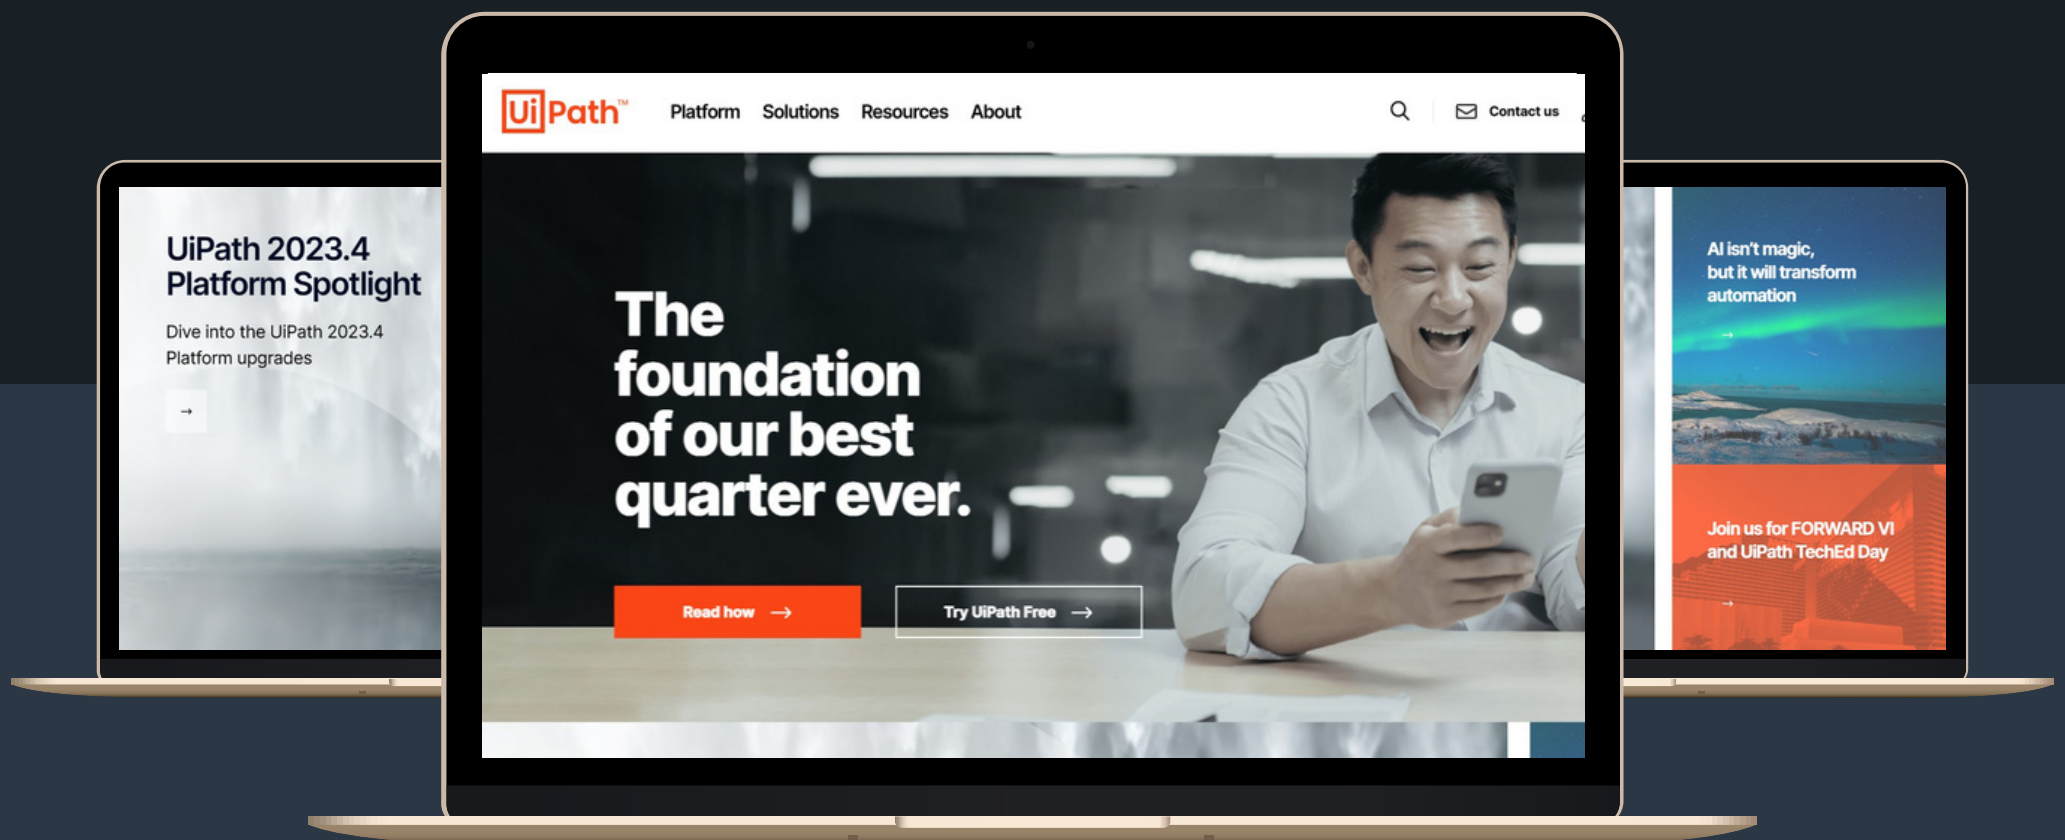 UiPath™
Platform Solutions Resources About
Contact us
The
foundation
of our best
quarter ever.
Read how →
Try UiPath Free →
UiPath 2023.4
Platform Spotlight
Dive into the UiPath 2023.4
Platform upgrades
→
AI isn't magic,
but it will transform
automation
→
Join us for FORWARD VI
and UiPath TechEd Day
→